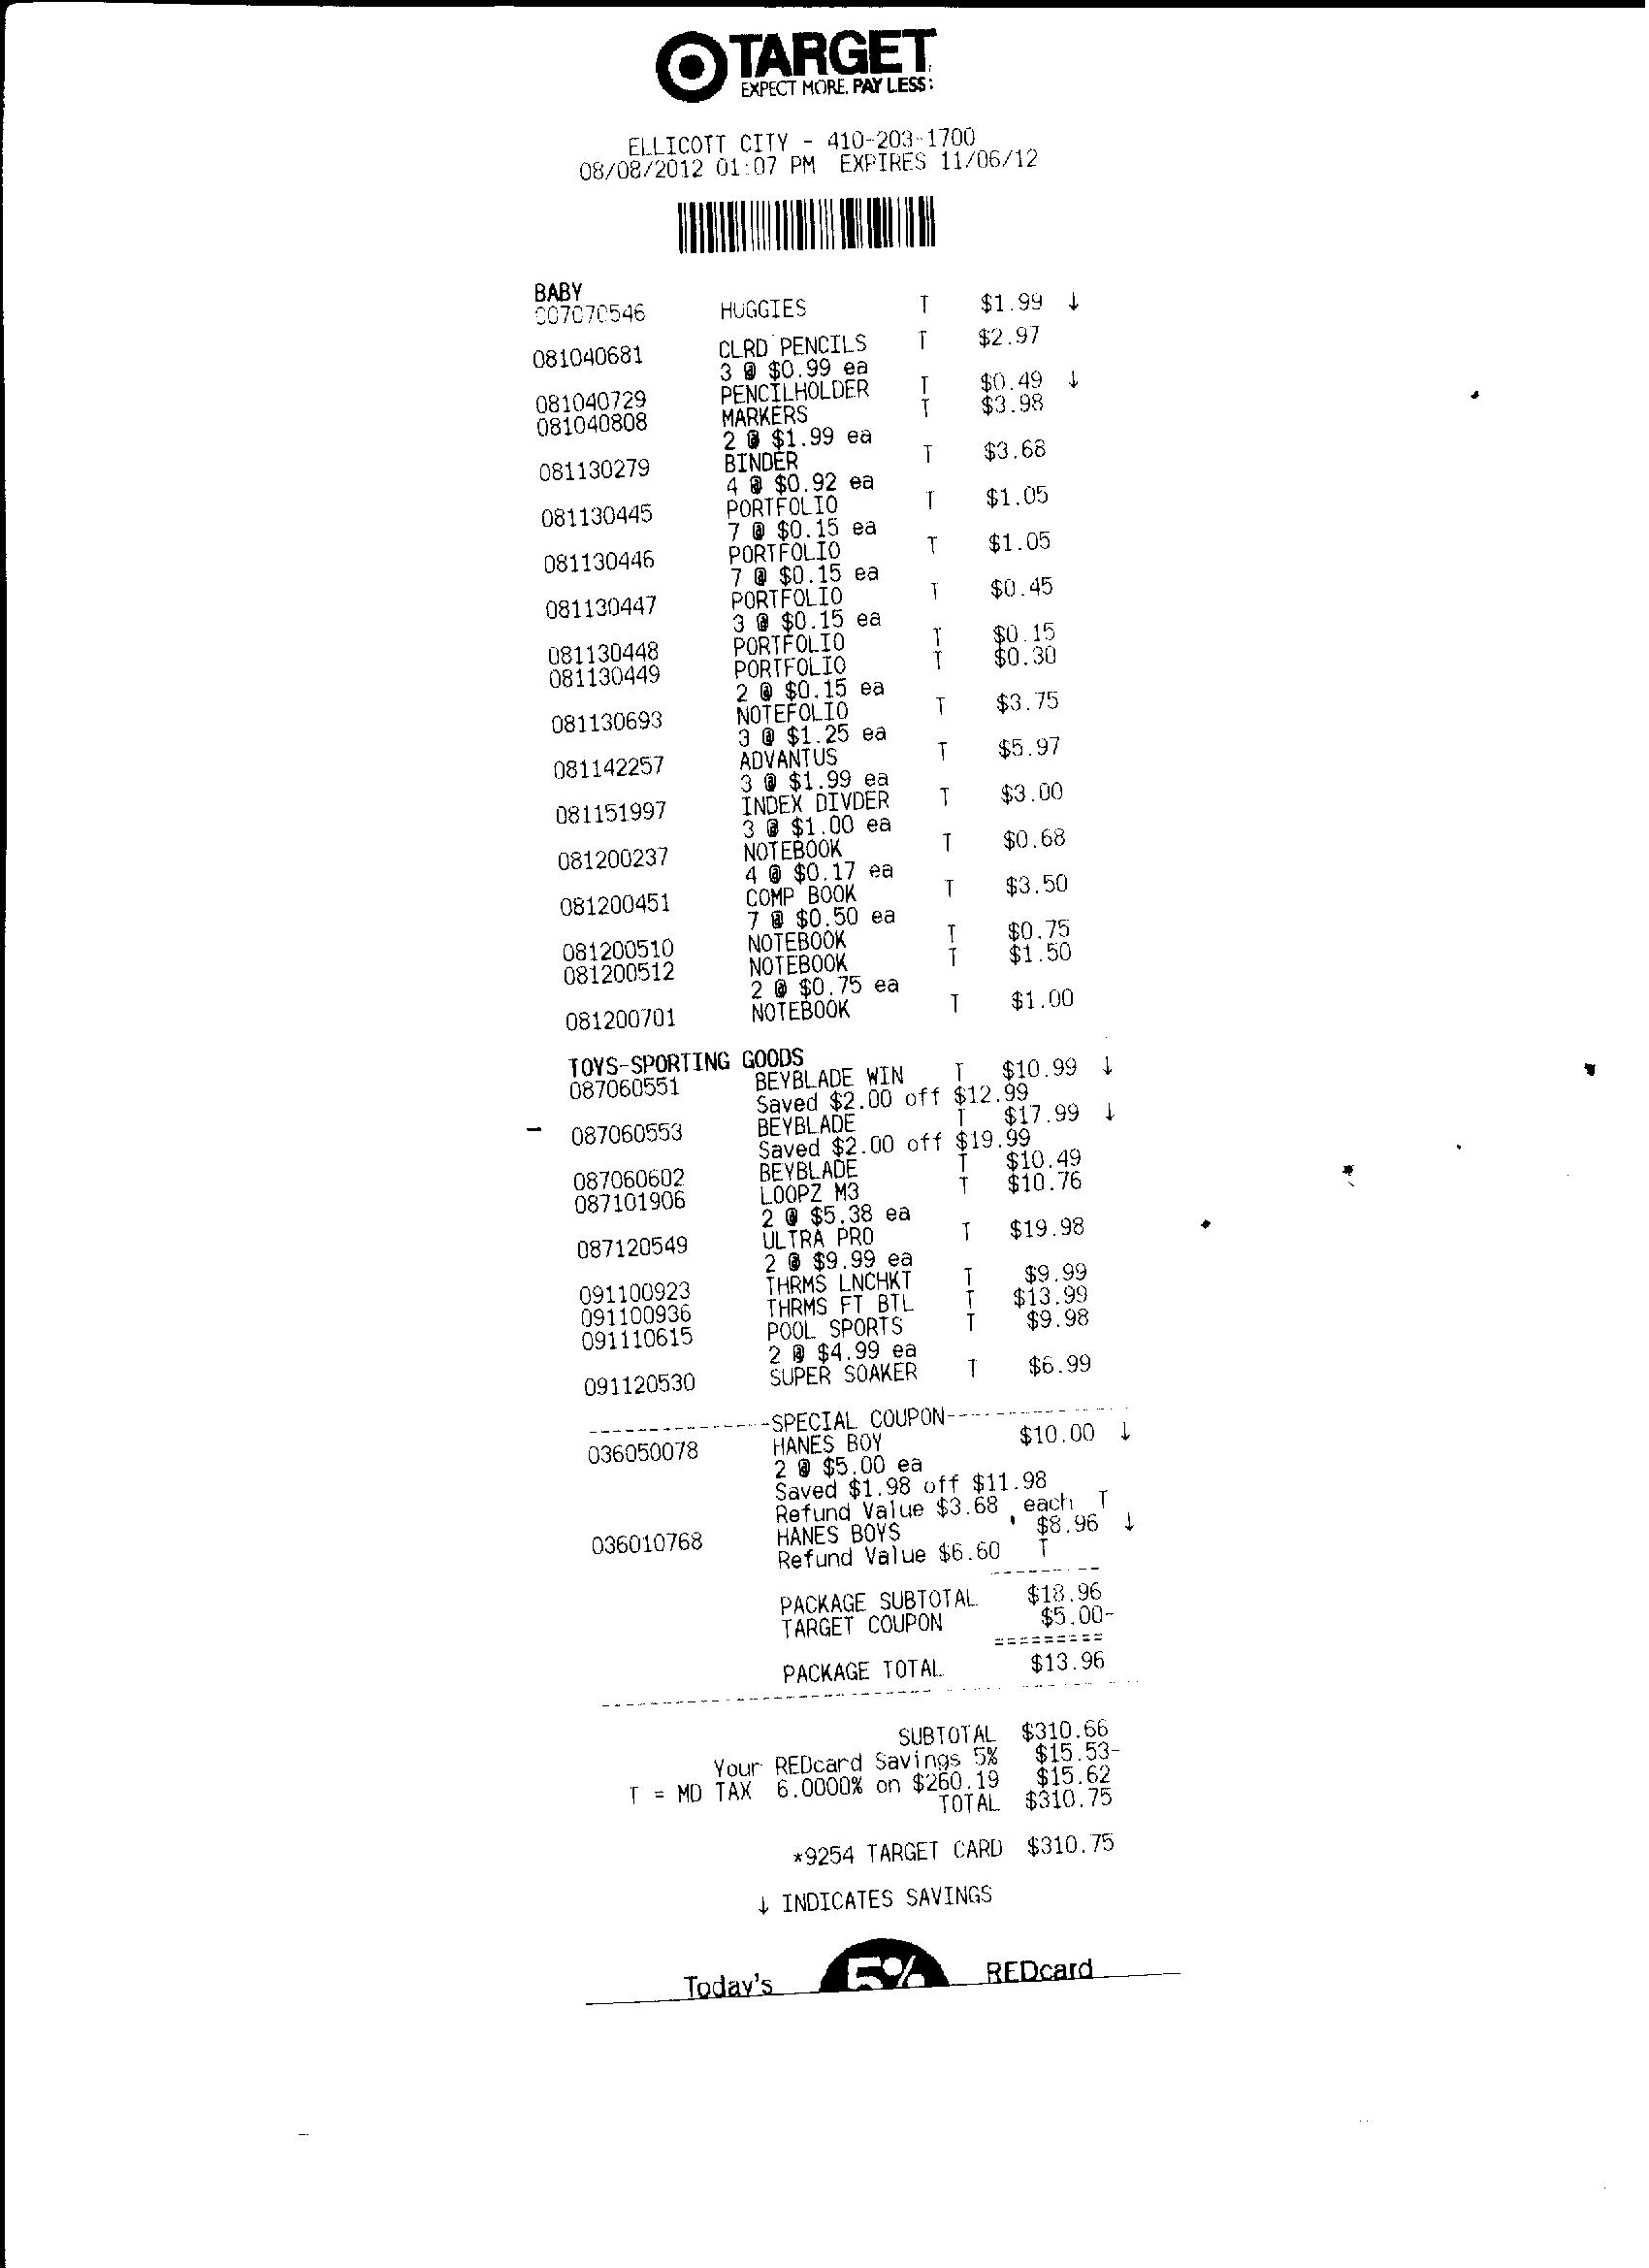 TARGET
EXPECT MORE. PAY LESS.
ELLICOTT CITY - 410-203-1700
08/08/2012 01:07 PM EXPIRES 11/06/12
BABY
007070546 HUGGIES T $1.99 ↓
081040681 CLRD PENCILS T $2.97
3 @ $0.99 ea
081040729 PENCILHOLDER T $0.49 ↓
081040808 MARKERS T $3.98
2 @ $1.99 ea
081130279 BINDER T $3.68
4 @ $0.92 ea
081130445 PORTFOLIO T $1.05
7 @ $0.15 ea
081130446 PORTFOLIO T $1.05
7 @ $0.15 ea
081130447 PORTFOLIO T $0.45
3 @ $0.15 ea
081130448 PORTFOLIO T $0.15
081130449 PORTFOLIO T $0.30
2 @ $0.15 ea
081130693 NOTEFOLIO T $3.75
3 @ $1.25 ea
081142257 ADVANTUS T $5.97
3 @ $1.99 ea
081151997 INDEX DIVDER T $3.00
3 @ $1.00 ea
081200237 NOTEBOOK T $0.68
4 @ $0.17 ea
081200451 COMP BOOK T $3.50
7 @ $0.50 ea
081200510 NOTEBOOK T $0.75
081200512 NOTEBOOK T $1.50
2 @ $0.75 ea
081200701 NOTEBOOK T $1.00
TOYS-SPORTING GOODS
087060551 BEYBLADE WIN T $10.99 ↓
Saved $2.00 off $12.99
087060553 BEYBLADE T $17.99 ↓
Saved $2.00 off $19.99
087060602 BEYBLADE T $10.49
087101906 LOOPZ M3 T $10.76
2 @ $5.38 ea
087120549 ULTRA PRO T $19.98
2 @ $9.99 ea
091100923 THRMS LNCHKT T $9.99
091100936 THRMS FT BTL T $13.99
091110615 POOL SPORTS T $9.98
2 @ $4.99 ea
091120530 SUPER SOAKER T $6.99
---------------SPECIAL COUPON---------------
036050078 HANES BOY $10.00 ↓
2 @ $5.00 ea
Saved $1.98 off $11.98
Refund Value $3.68 each T
036010768 HANES BOYS $8.96 ↓
Refund Value $6.60 T
PACKAGE SUBTOTAL $18.96
TARGET COUPON $5.00-
PACKAGE TOTAL $13.96
SUBTOTAL $310.66
Your REDcard Savings 5% $15.53-
T = MD TAX 6.0000% on $260.19 $15.62
TOTAL $310.75
*9254 TARGET CARD $310.75
↓ INDICATES SAVINGS
Today's 5% REDcard